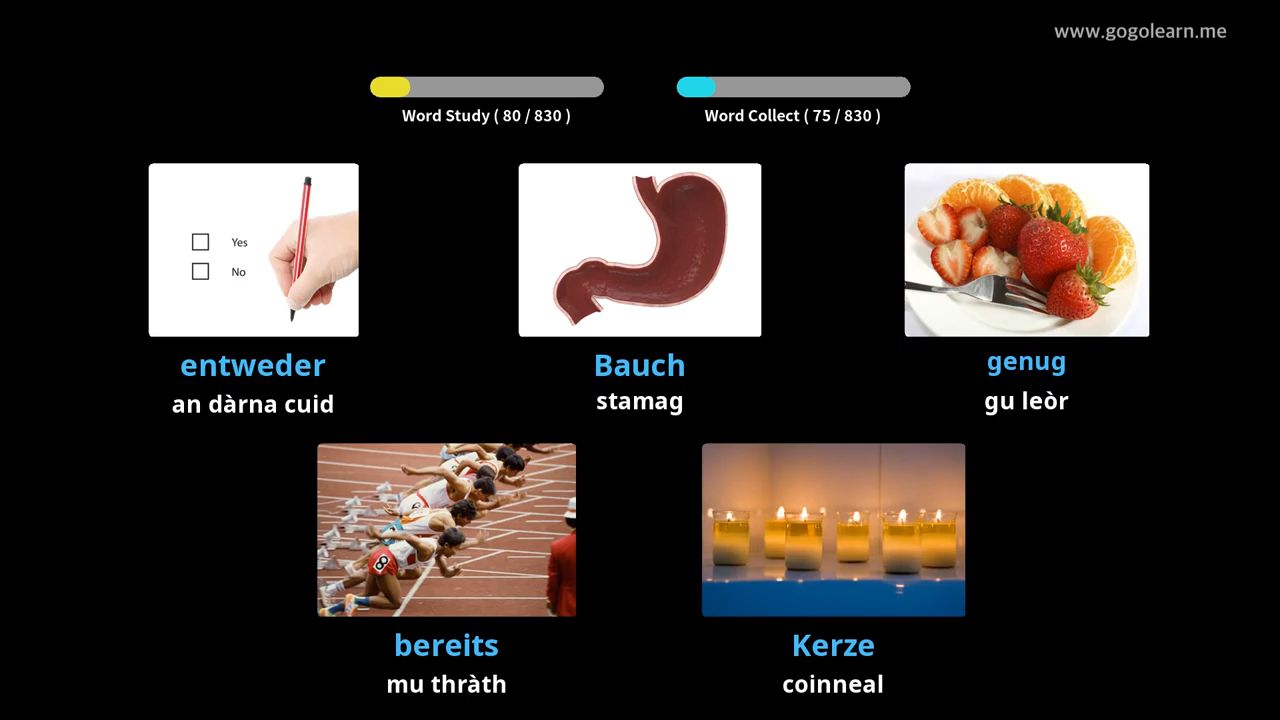 www.gogolearn.me
Word Study ( 80 / 830 )
Word Collect ( 75 / 830 )
Yes
No
entweder
an dàrna cuid
Bauch
stamag
genug
gu leòr
8
bereits
mu thràth
Kerze
coinneal